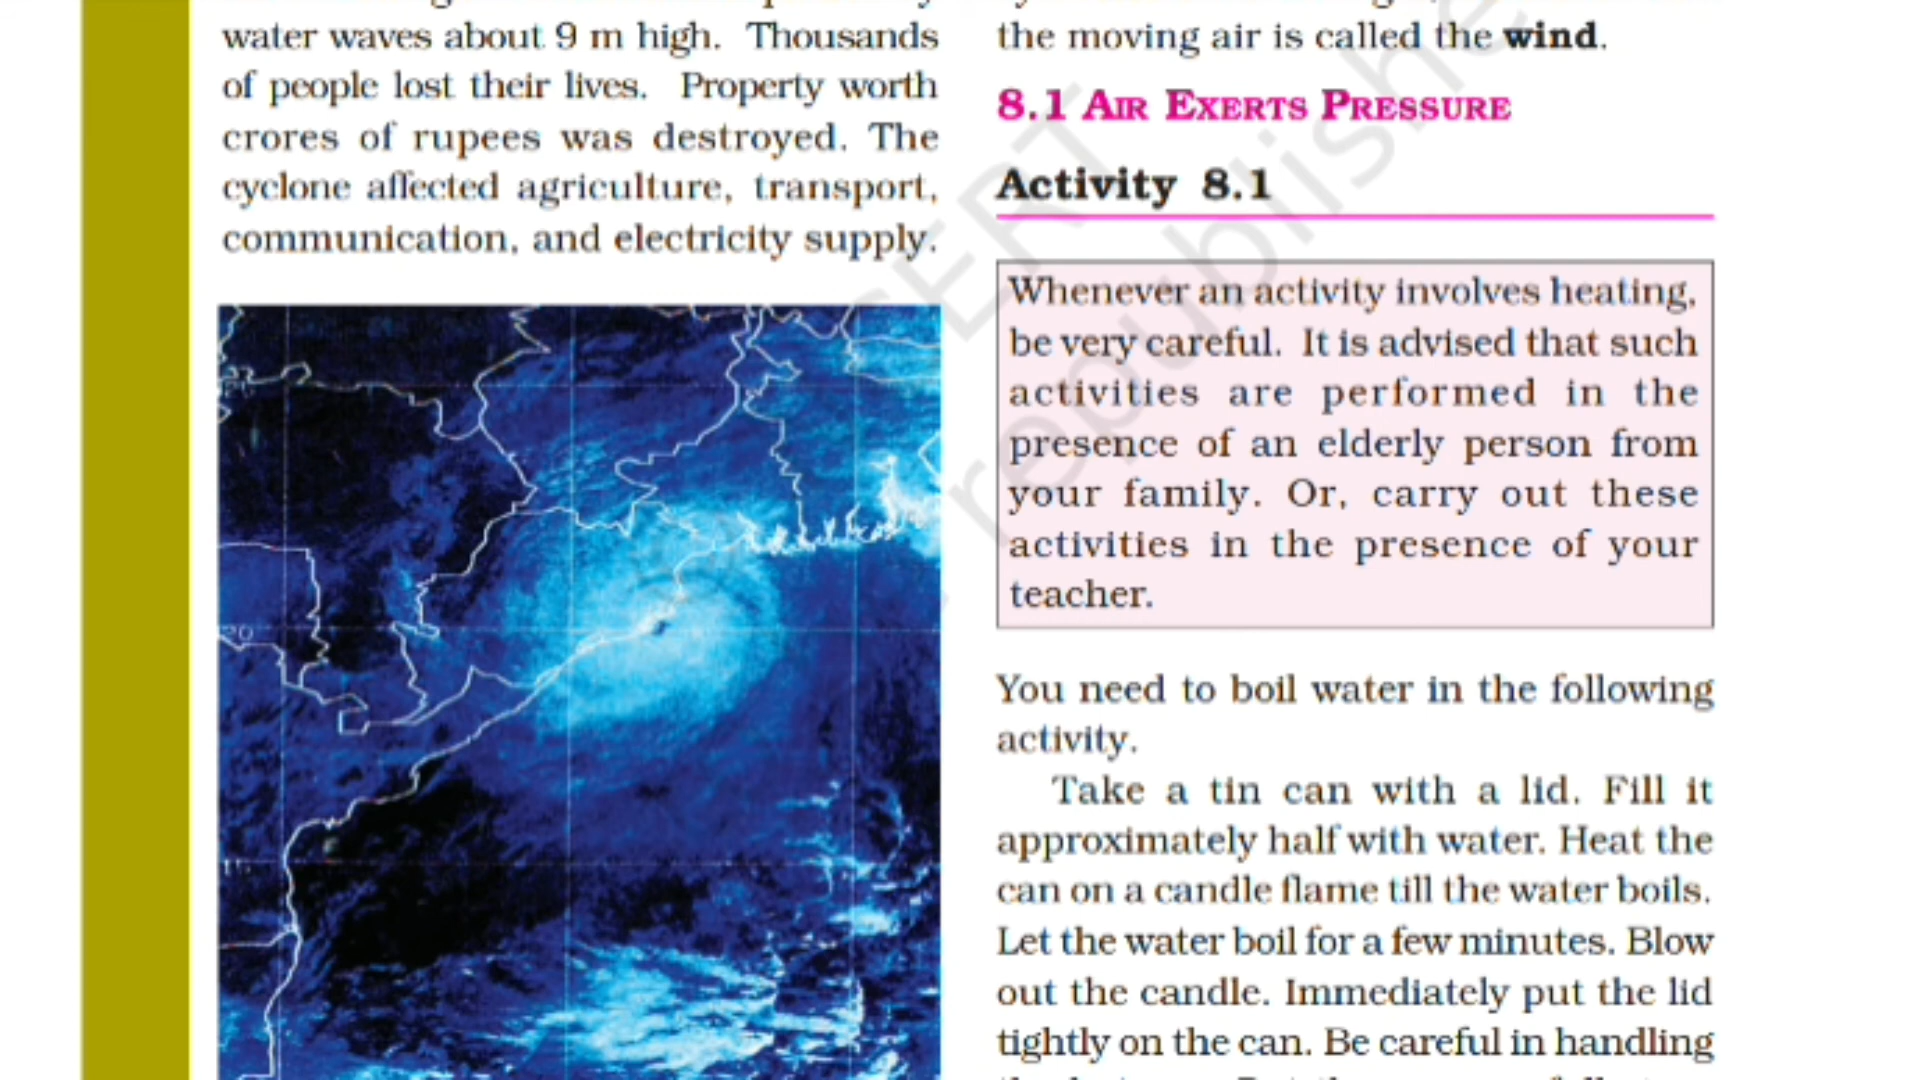 water waves about 9 m high. Thousands
of people lost their lives. Property worth
crores of rupees was destroyed. The
cyclone affected agriculture, transport,
communication, and electricity supply.
20
the moving air is called the wind.
8.1 AIR EXERTS PRESSURE
Activity 8.1
Whenever an activity involves heating,
be very careful. It is advised that such
activities are performed in the
presence of an elderly person from
your family. Or, carry out these
activities in the presence of your
teacher.
You need to boil water in the following
activity.
Take a tin can with a lid. Fill it
approximately half with water. Heat the
can on a candle flame till the water boils.
Let the water boil for a few minutes. Blow
out the candle. Immediately put the lid
tightly on the can. Be careful in handling
republishe